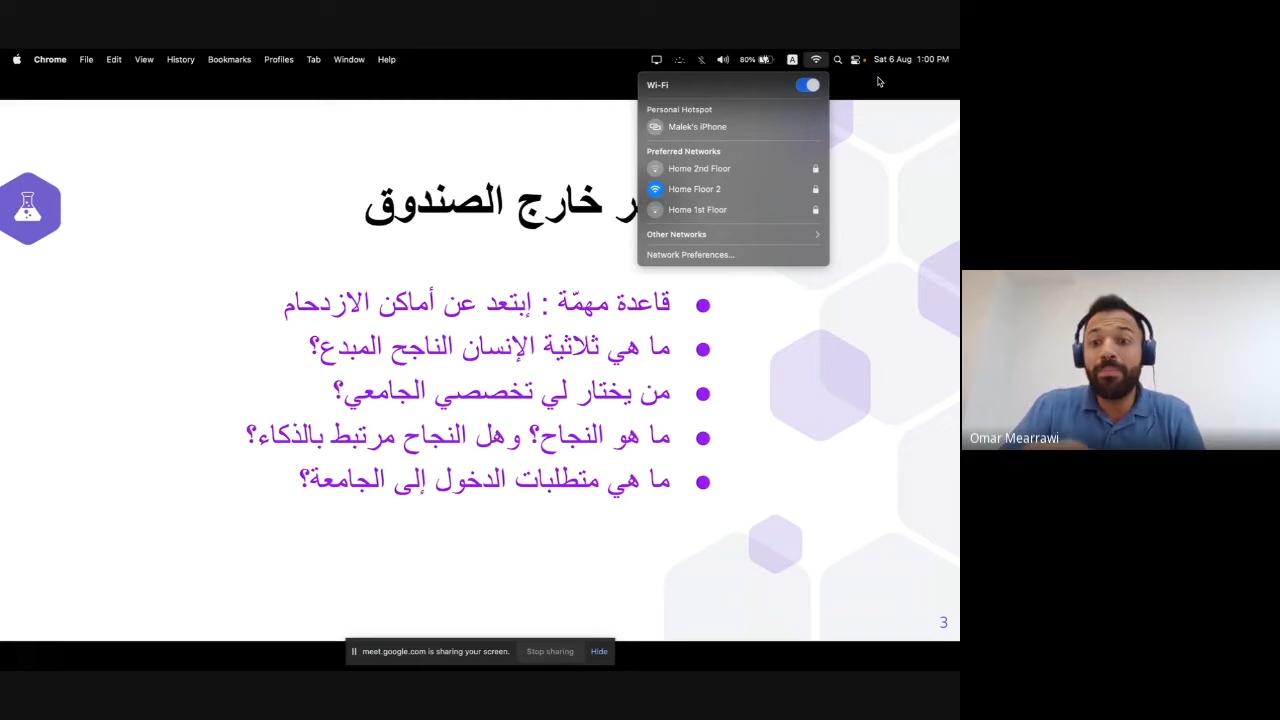 Chrome File Edit View History Bookmarks Profiles Tab Window Help 80% A Sat 6 Aug 1:00 PM
Wi-Fi
Personal Hotspot
Malek's iPhone
Preferred Networks
Home 2nd Floor
Home Floor 2
Home 1st Floor
Other Networks
Network Preferences...
خارج الصندوق
قاعدة مهمّة : إبتعد عن أماكن الازدحام
ما هي ثلاثية الإنسان الناجح المبدع؟
من يختار لي تخصصي الجامعي؟
ما هو النجاح؟ وهل النجاح مرتبط بالذكاء؟
ما هي متطلبات الدخول إلى الجامعة؟
3
meet.google.com is sharing your screen. Stop sharing Hide
Omar Mearrawi